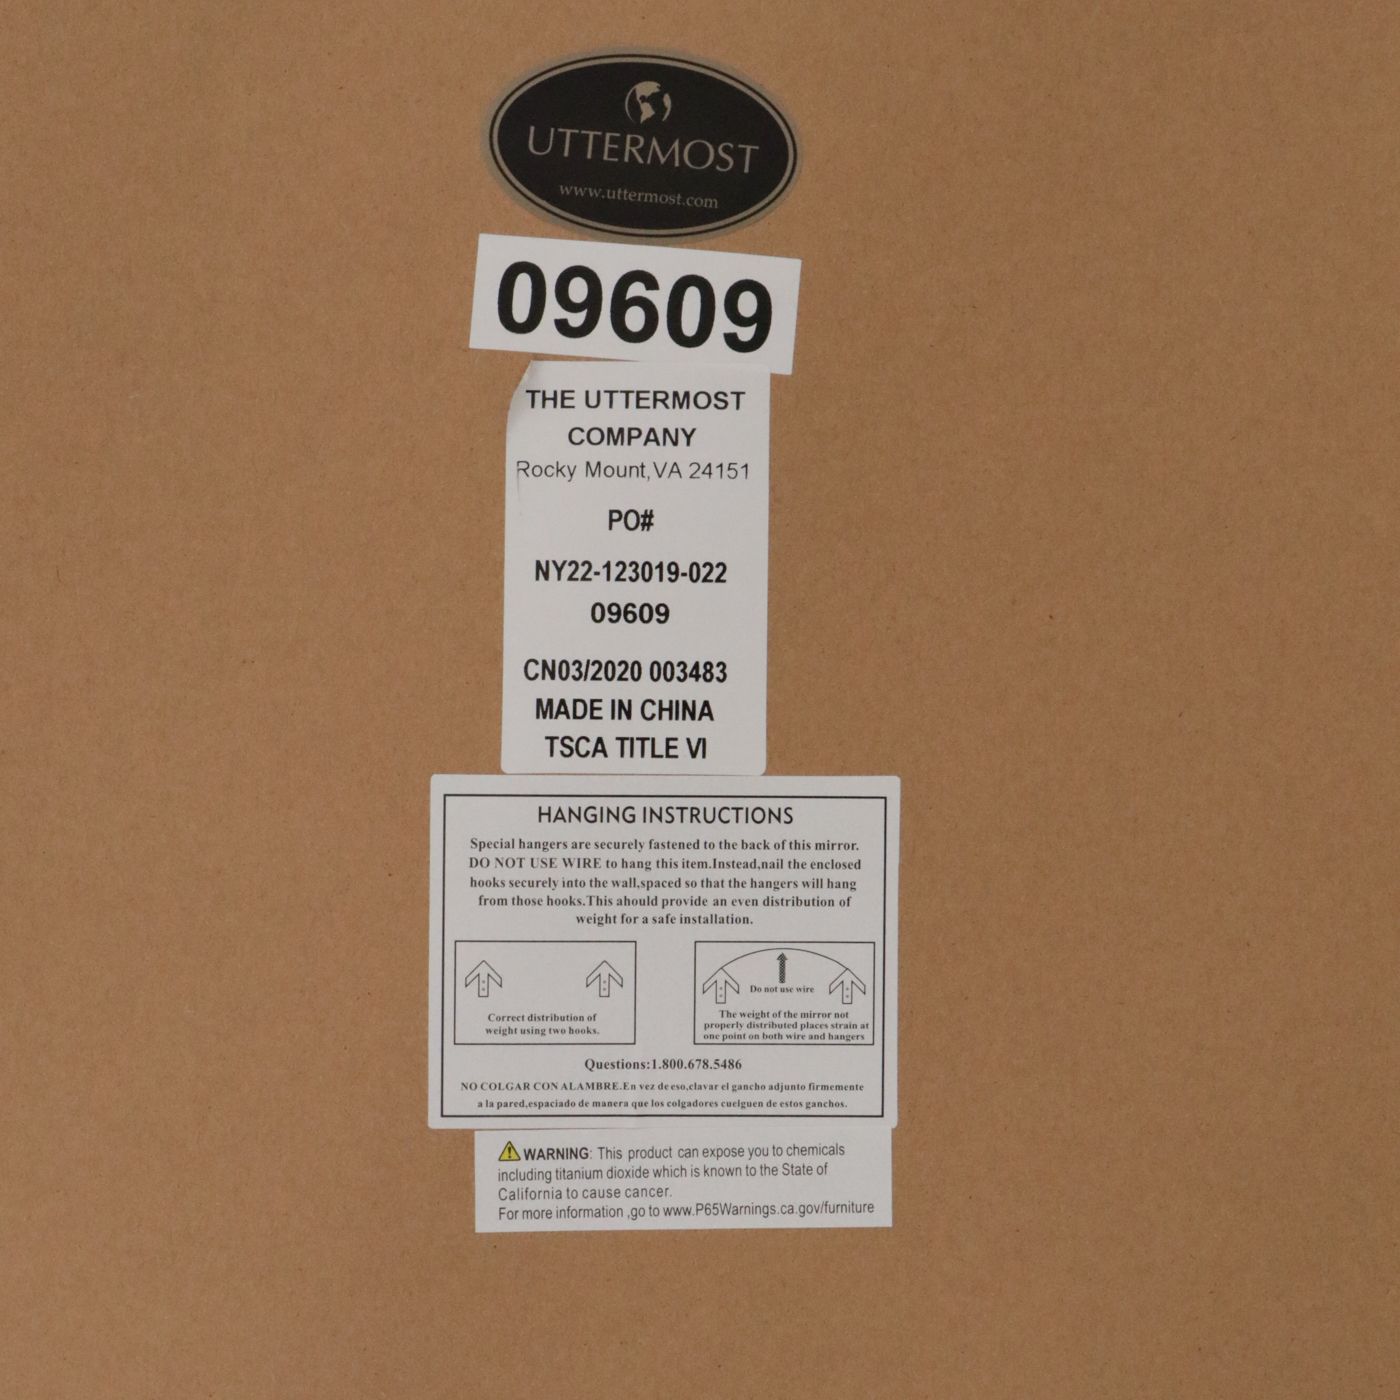 UTTERMOST
www.uttermost.com
09609
THE UTTERMOST
COMPANY
Rocky Mount,VA 24151
PO#
NY22-123019-022
09609
CN03/2020 003483
MADE IN CHINA
TSCA TITLE VI
HANGING INSTRUCTIONS
Special hangers are securely fastened to the back of this mirror.
DO NOT USE WIRE to hang this item.Instead,nail the enclosed
hooks securely into the wall,spaced so that the hangers will hang
from those hooks.This ahould provide an even distribution of
weight for a safe installation.
Correct distribution of
weight using two hooks.
Do not use wire
The weight of the mirror not
properly distributed places strain at
one point on both wire and hangers
Questions:1.800.678.5486
NO COLGAR CON ALAMBRE.En vez de eso,clavar el gancho adjunto firmemente
a la pared,espaciado de manera que los colgadores cuelguen de estos ganchos.
WARNING: This product can expose you to chemicals
including titanium dioxide which is known to the State of
California to cause cancer.
For more information ,go to www.P65Warnings.ca.gov/furniture